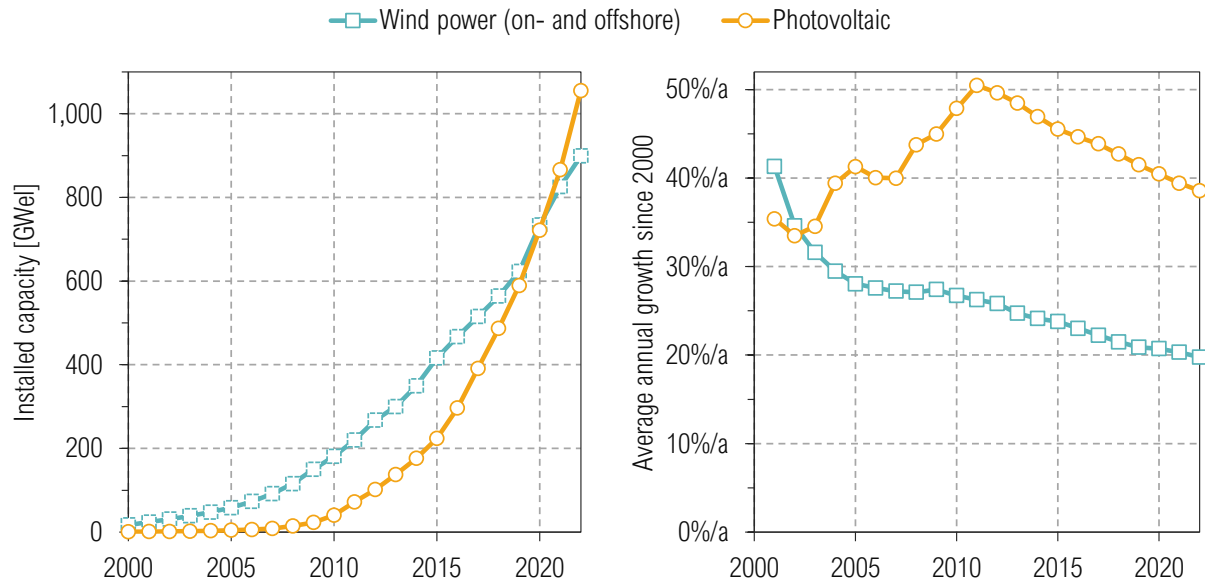 Wind power (on- and offshore) Photovoltaic
Installed capacity [GWel]
1,000
800
600
400
200
0
2000 2005 2010 2015 2020
Average annual growth since 2000
50%/a
40%/a
30%/a
20%/a
10%/a
0%/a
2000 2005 2010 2015 2020